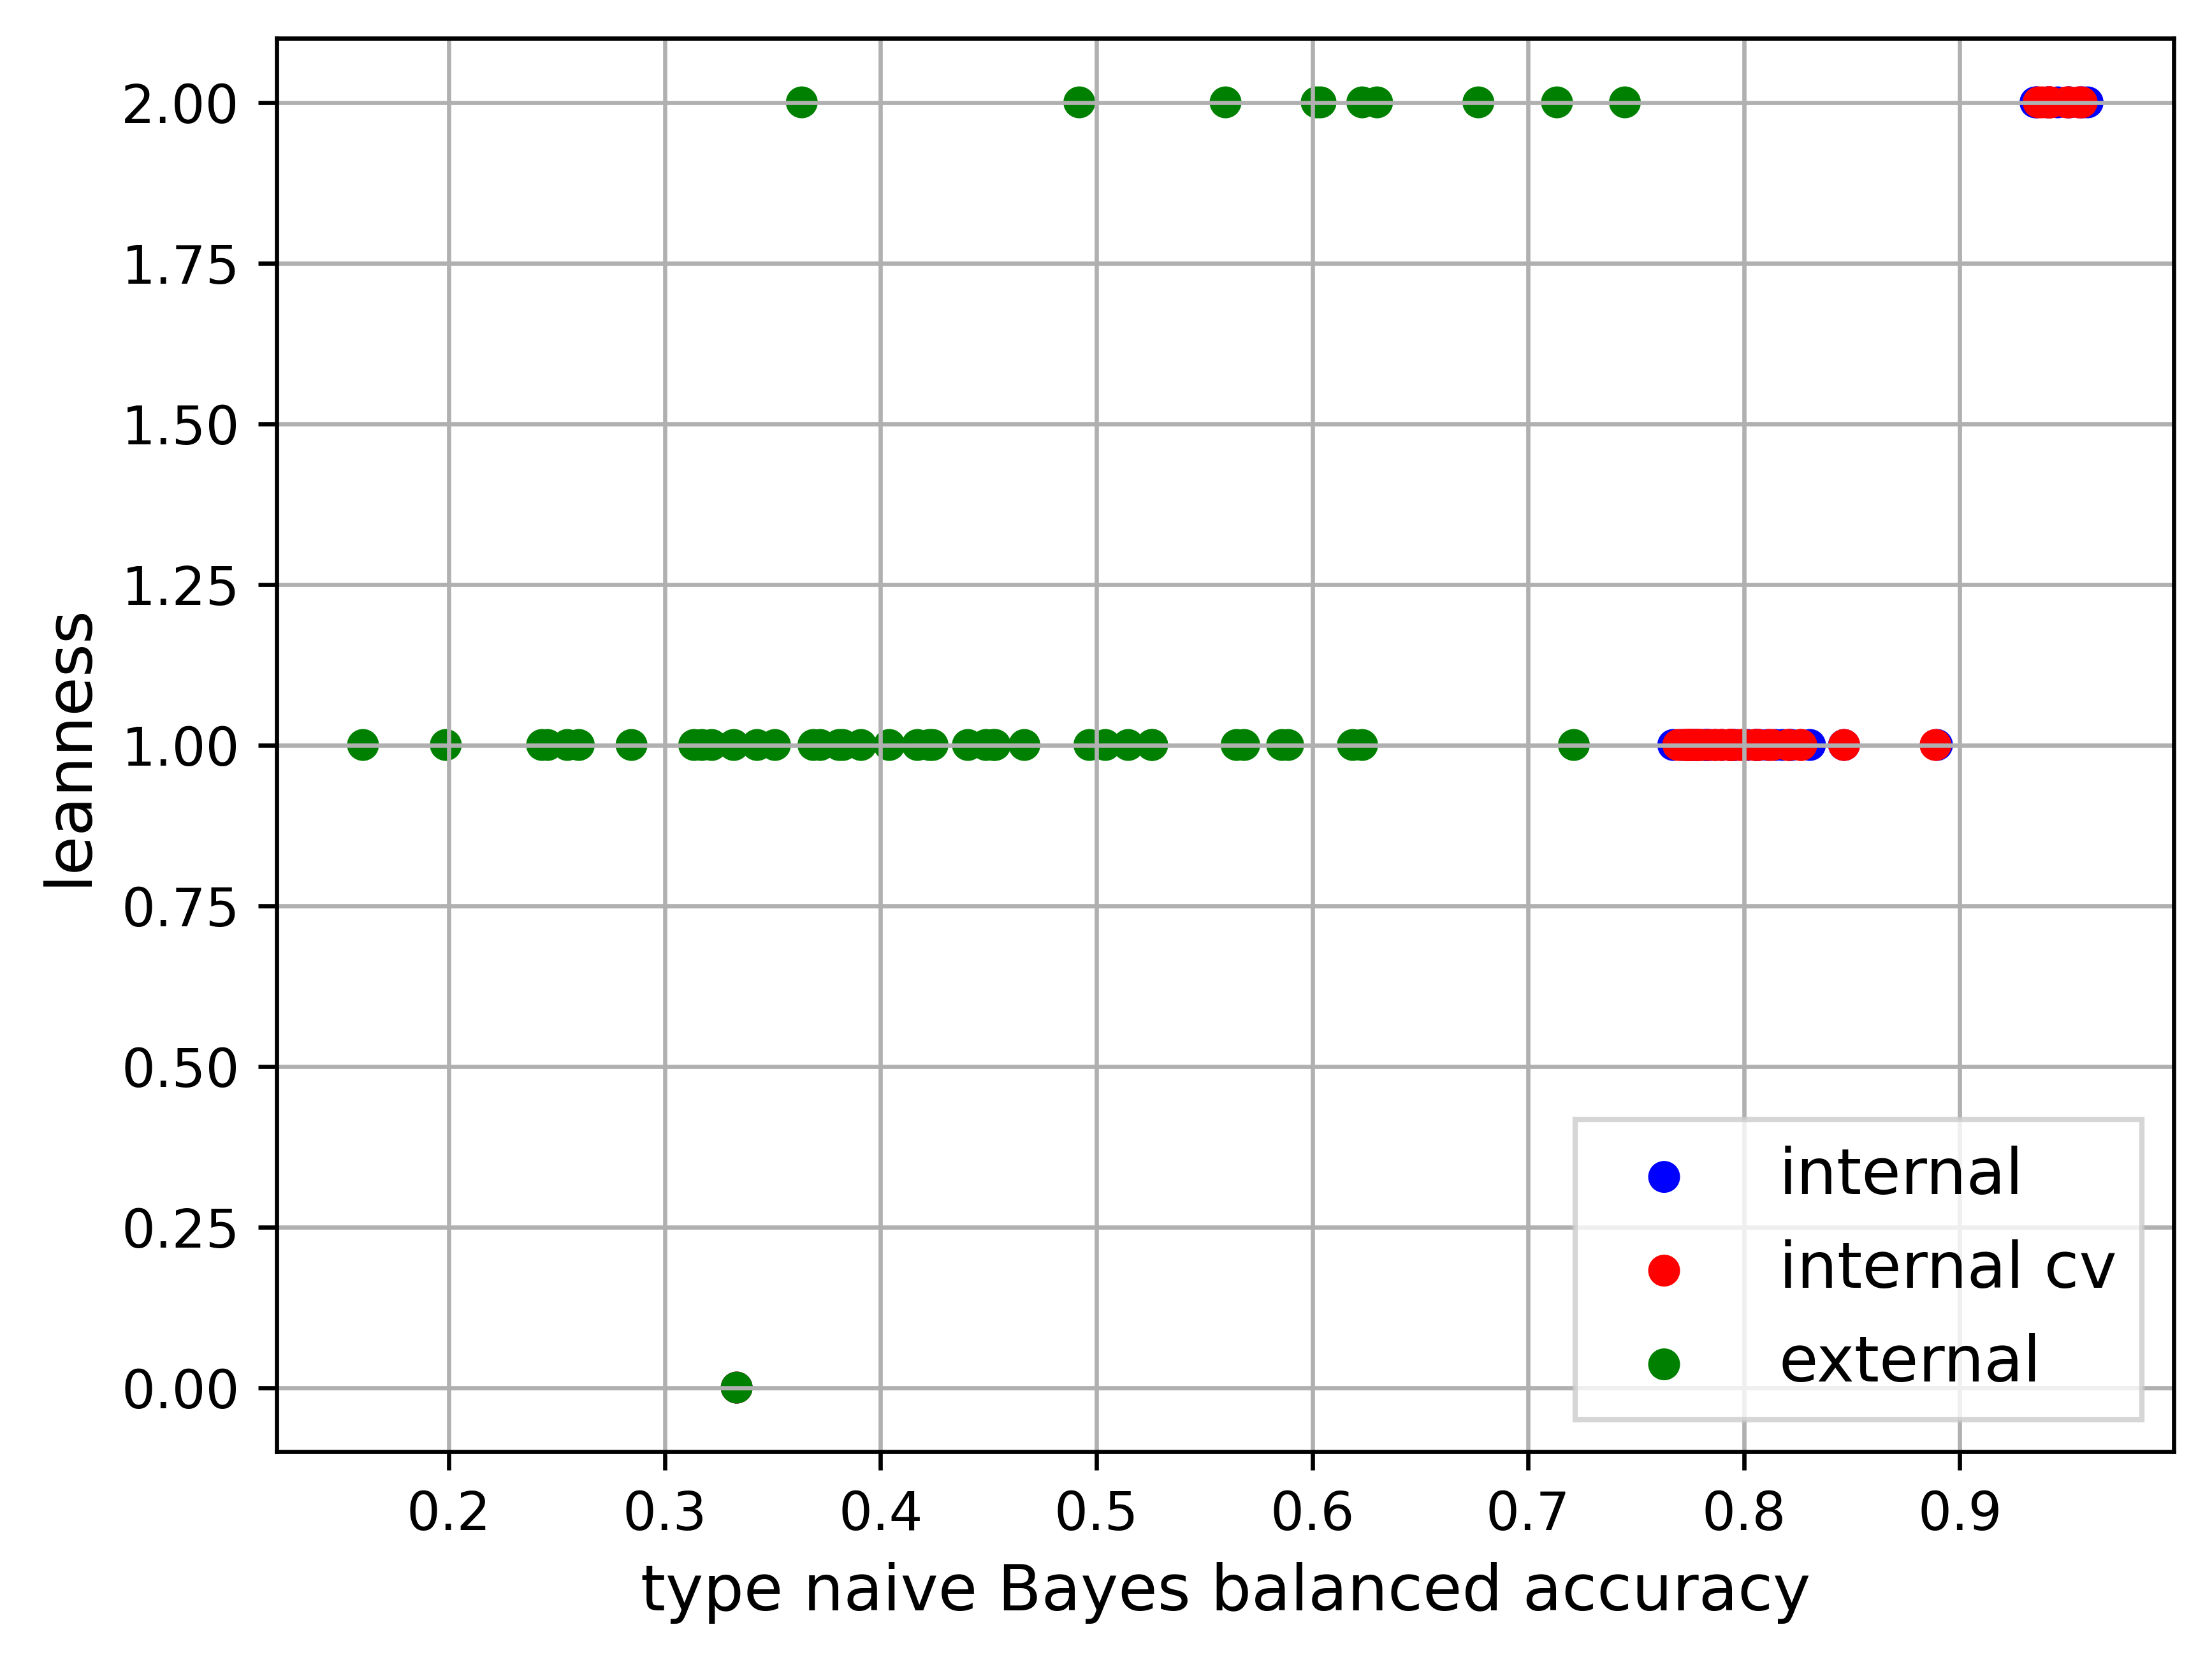 2.00
1.75
1.50
1.25
1.00
0.75
0.50
0.25
0.00
leanness
internal
internal cv
external
0.2 0.3 0.4 0.5 0.6 0.7 0.8 0.9
type naive Bayes balanced accuracy